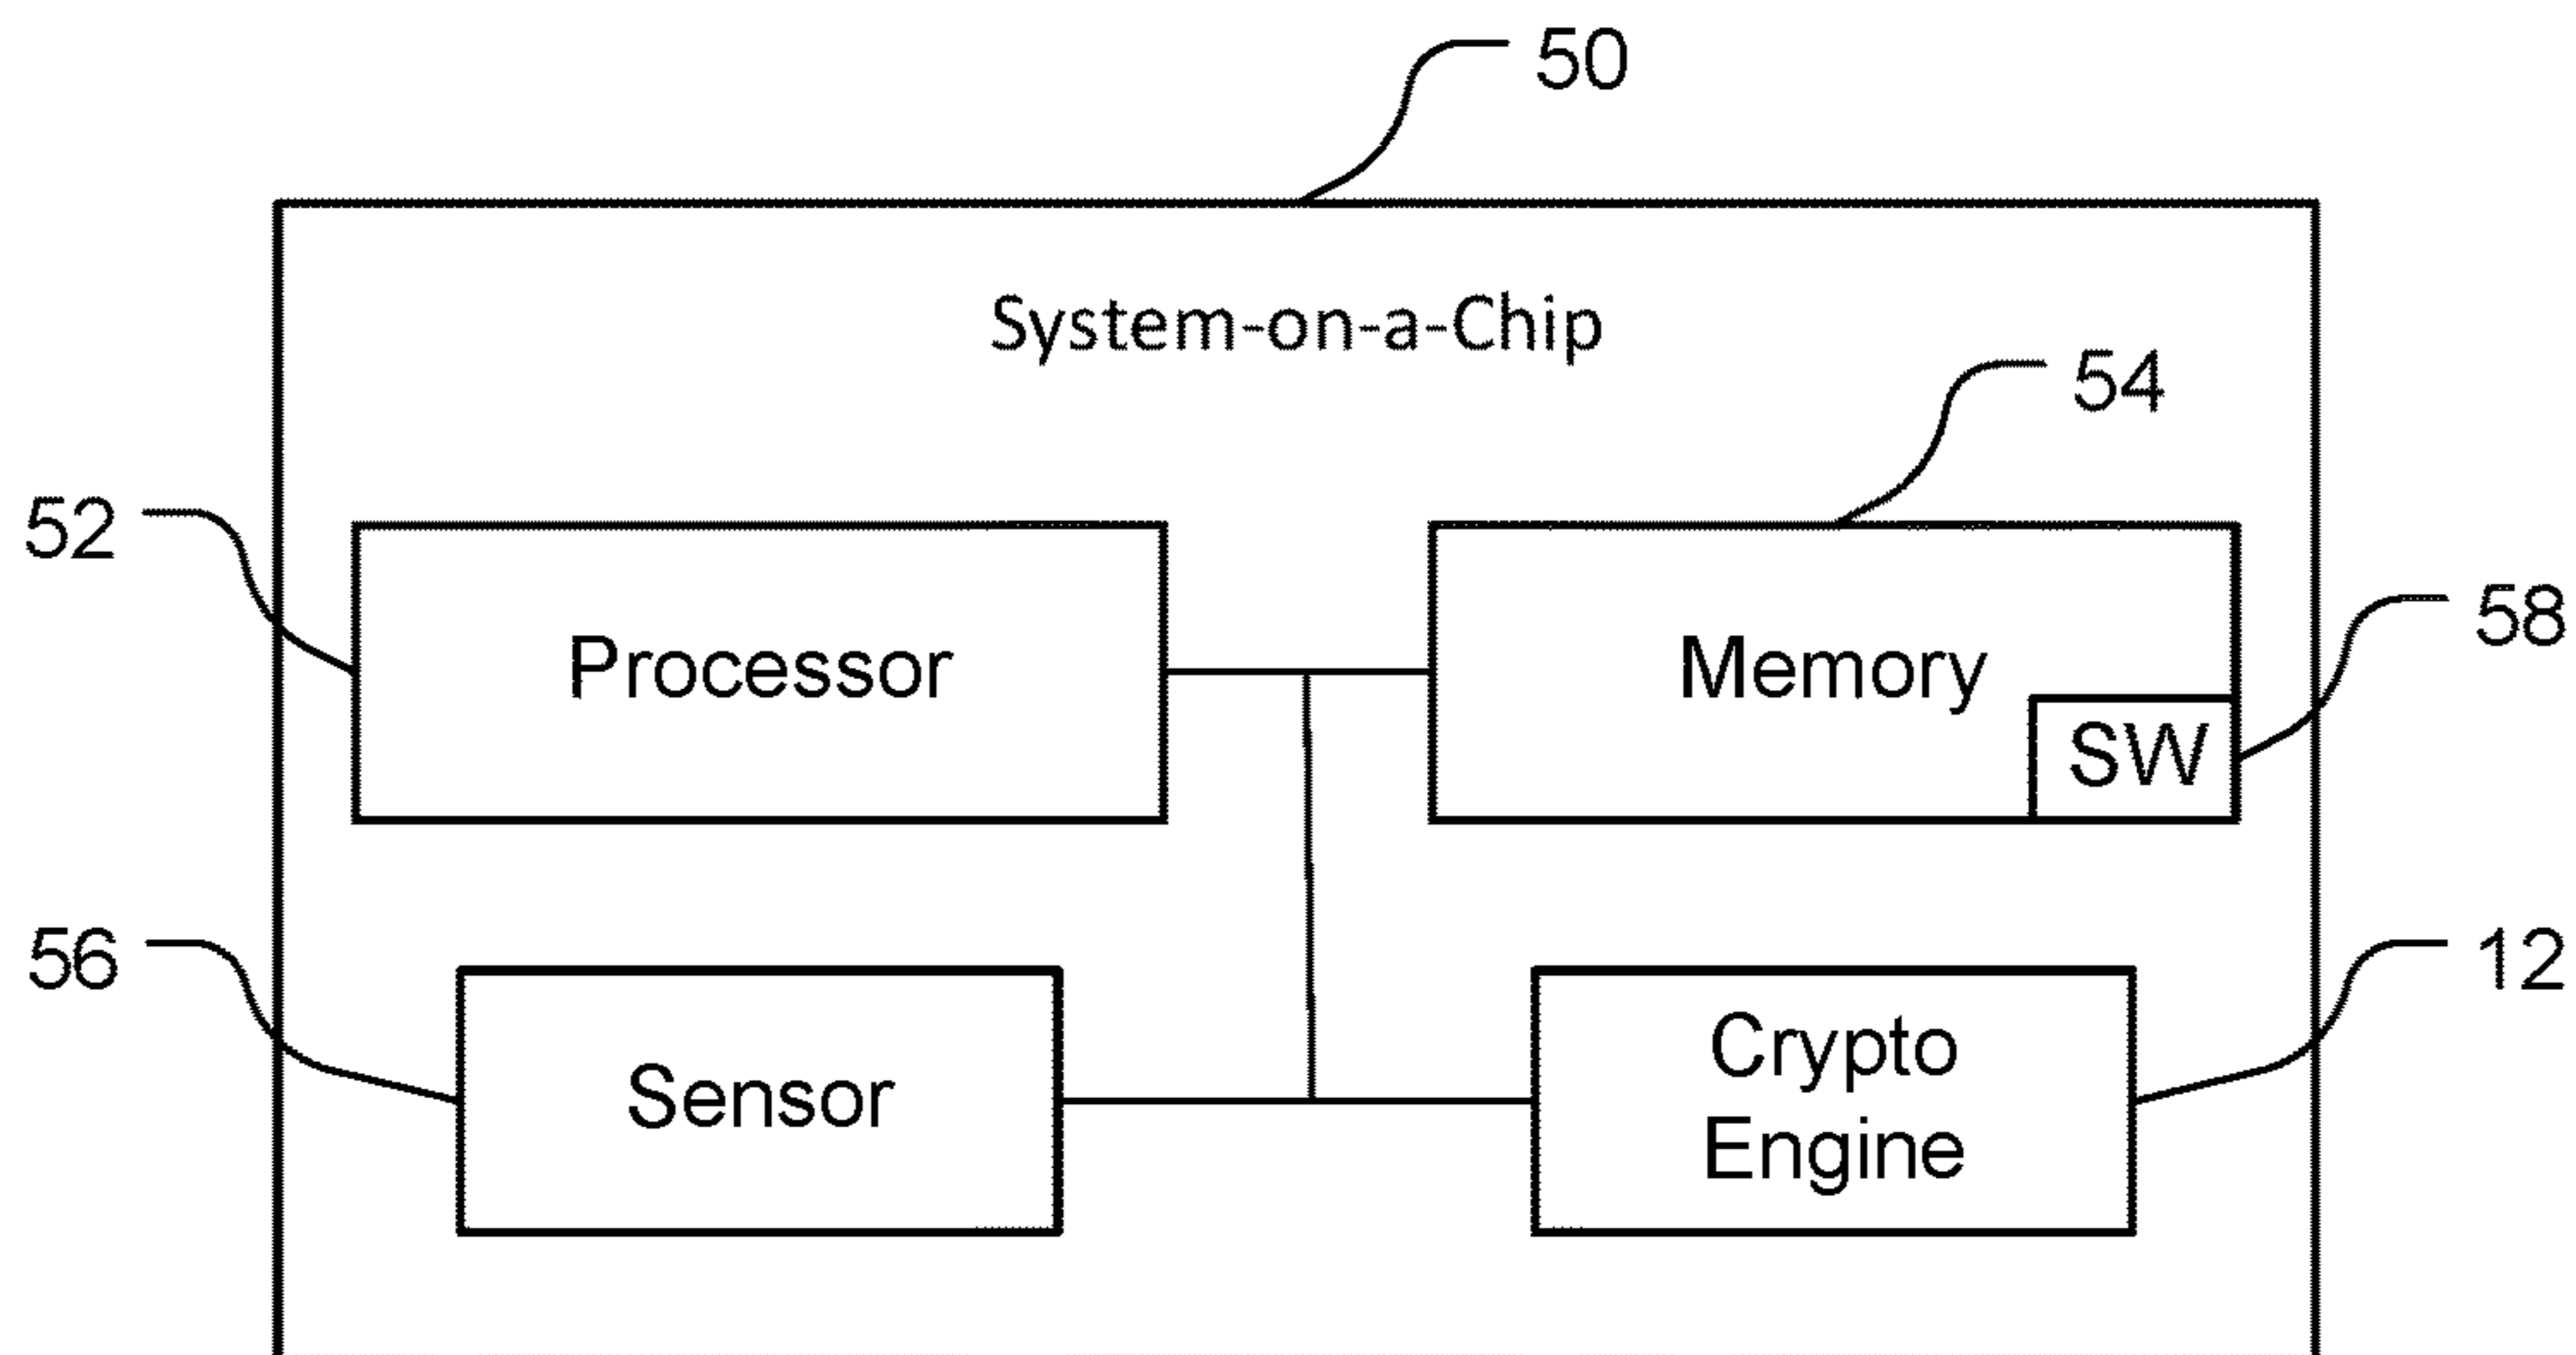 50
System-on-a-Chip
54
52
Processor
Memory
58
SW
56
Sensor
Crypto
Engine
12